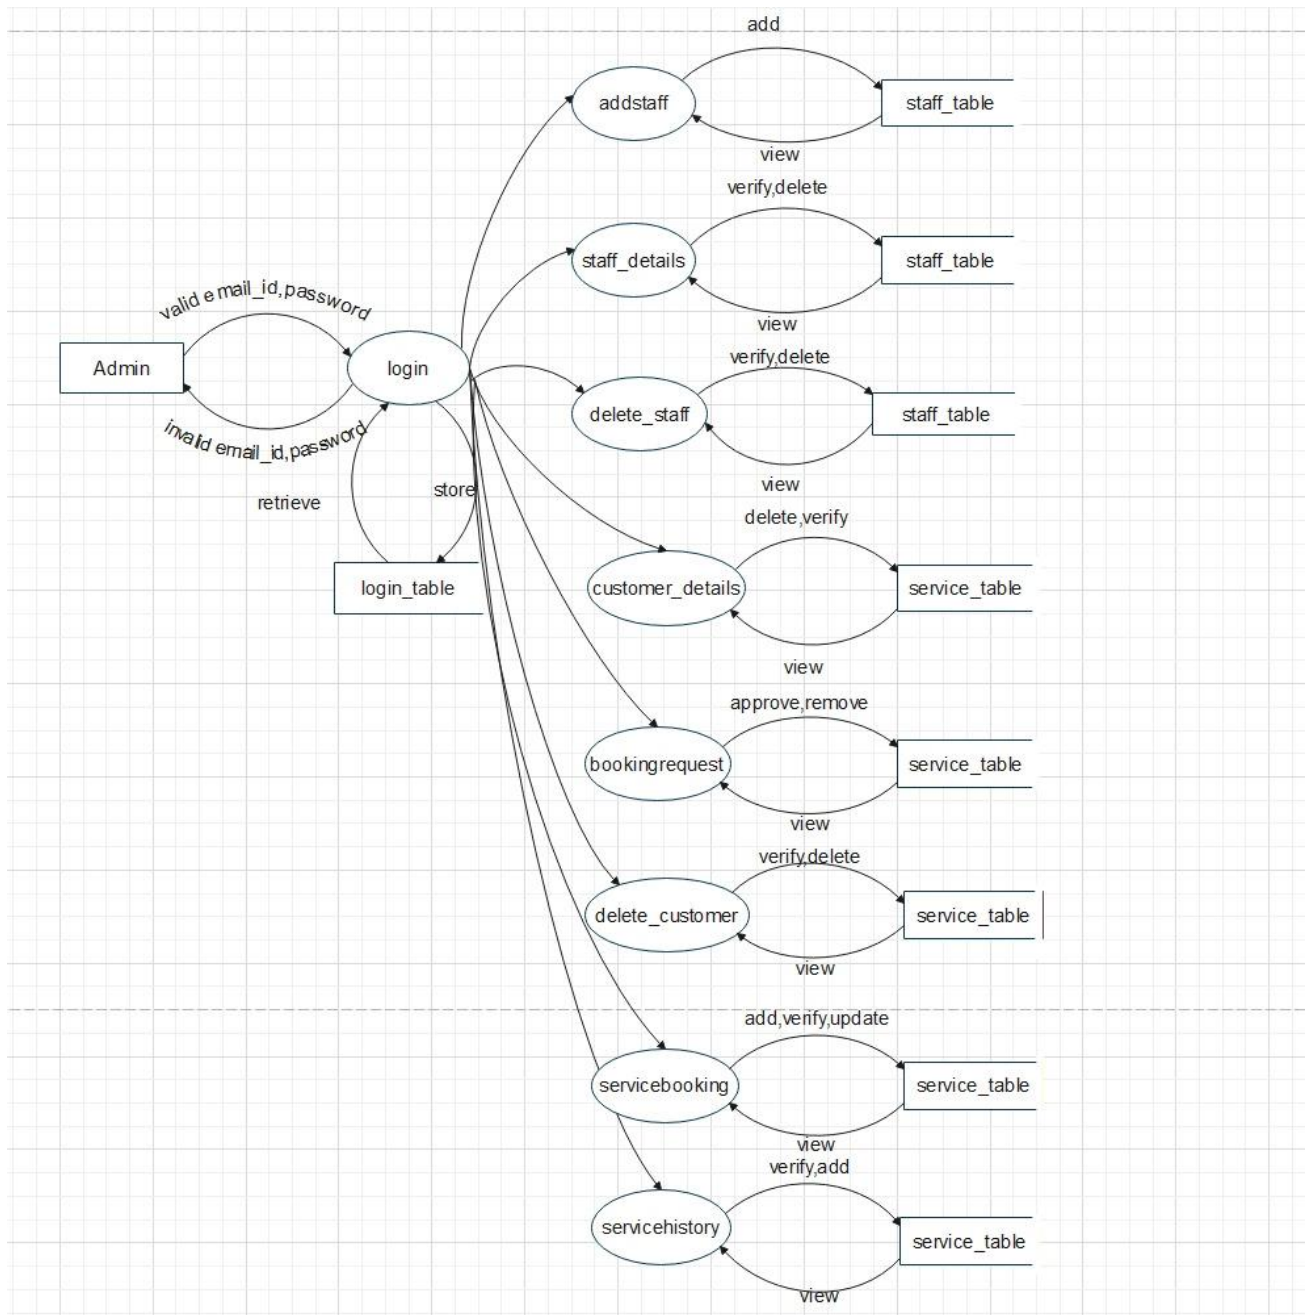 add
addstaff
staff_table
view
verify,delete
staff_details
staff_table
view
valid email_id,password
Admin
login
invalid email_id,password
retrieve
store
login_table
verify,delete
delete_staff
staff_table
view
delete,verify
customer_details
service_table
view
approve,remove
bookingrequest
service_table
view
verify,delete
delete_customer
service_table
view
add,verify,update
servicebooking
service_table
view
verify,add
servicehistory
service_table
view